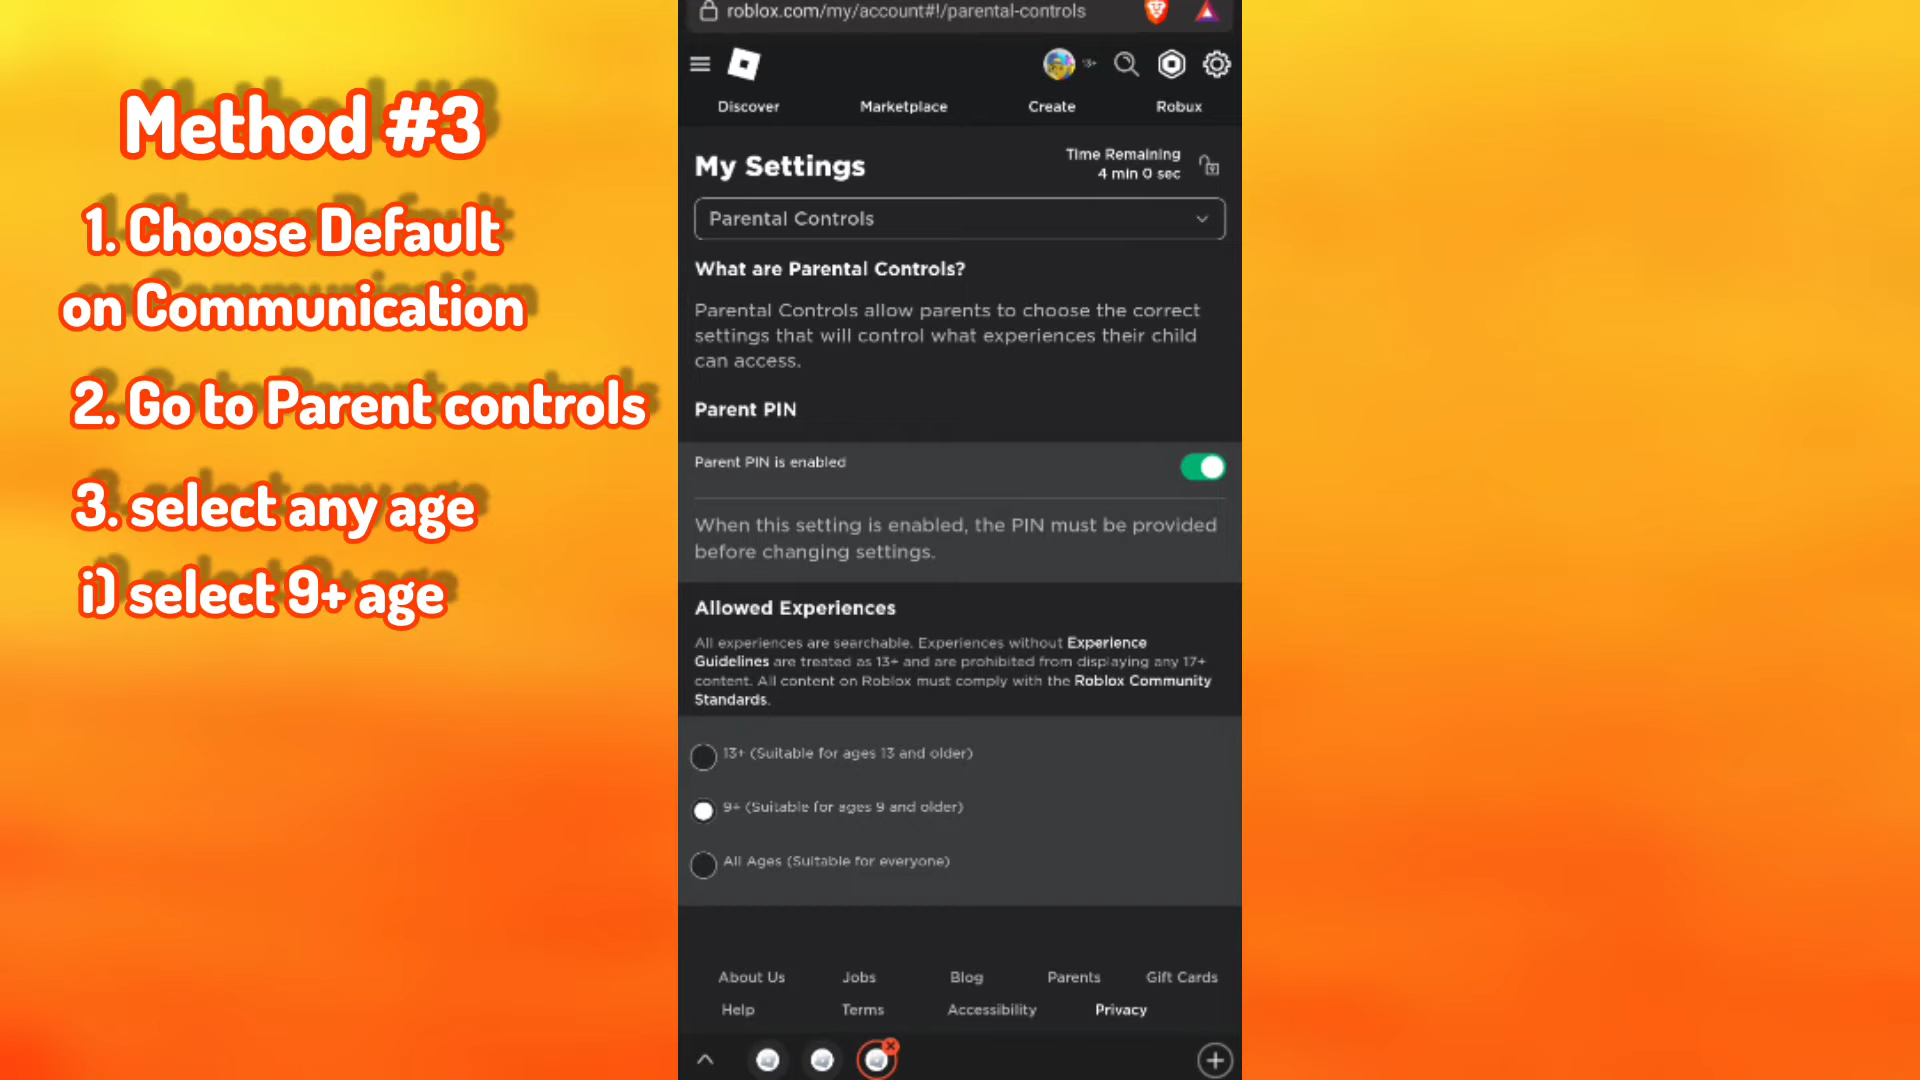 Method #3
1. Choose Default
on Communication
2. Go to Parent controls
3. select any age
i) select 9+ age
roblox.com/my/account#!/parental-controls
13+
Discover Marketplace Create Robux
My Settings
Time Remaining
4 min 0 sec
Parental Controls
What are Parental Controls?
Parental Controls allow parents to choose the correct
settings that will control what experiences their child
can access.
Parent PIN
Parent PIN is enabled
When this setting is enabled, the PIN must be provided
before changing settings.
Allowed Experiences
All experiences are searchable. Experiences without Experience
Guidelines are treated as 13+ and are prohibited from displaying any 17+
content. All content on Roblox must comply with the Roblox Community
Standards.
13+ (Suitable for ages 13 and older)
9+ (Suitable for ages 9 and older)
All Ages (Suitable for everyone)
About Us Jobs Blog Parents Gift Cards
Help Terms Accessibility Privacy